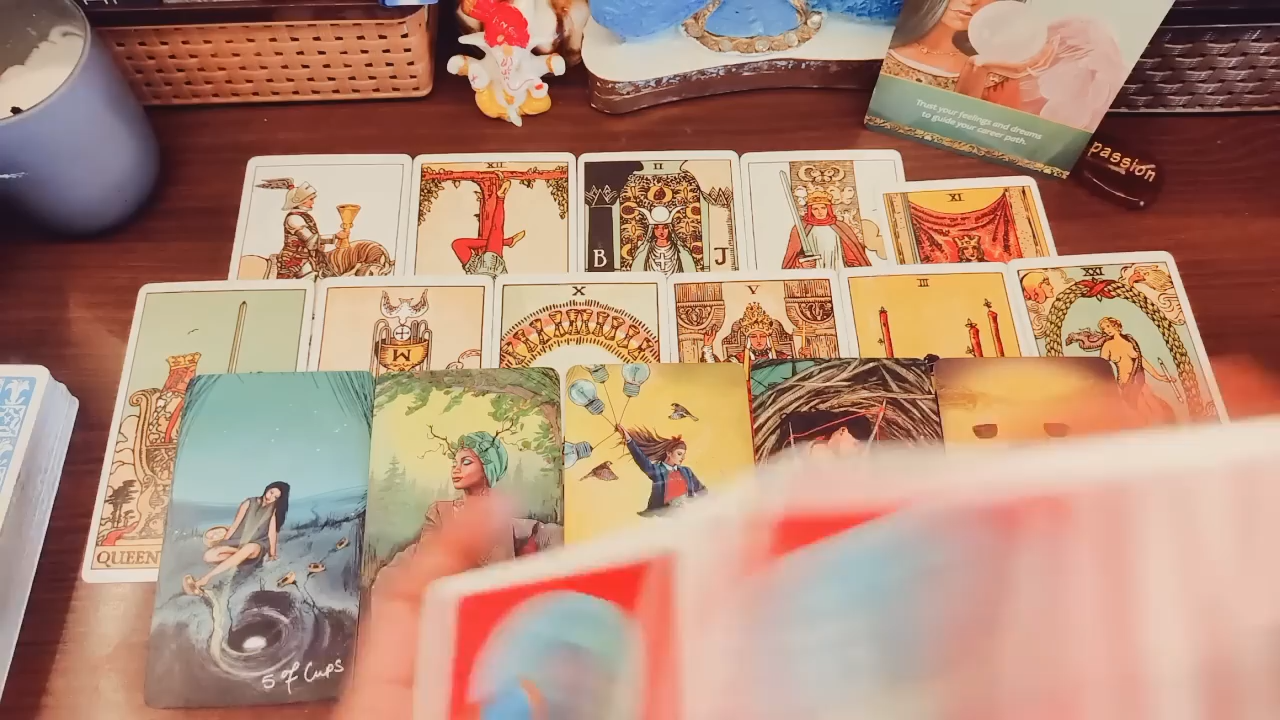 Trust your feelings and dreams
to guide your career path.
passion
XII
II
B
J
XI
X
V
III
XXI
QUEEN
5 of Cups